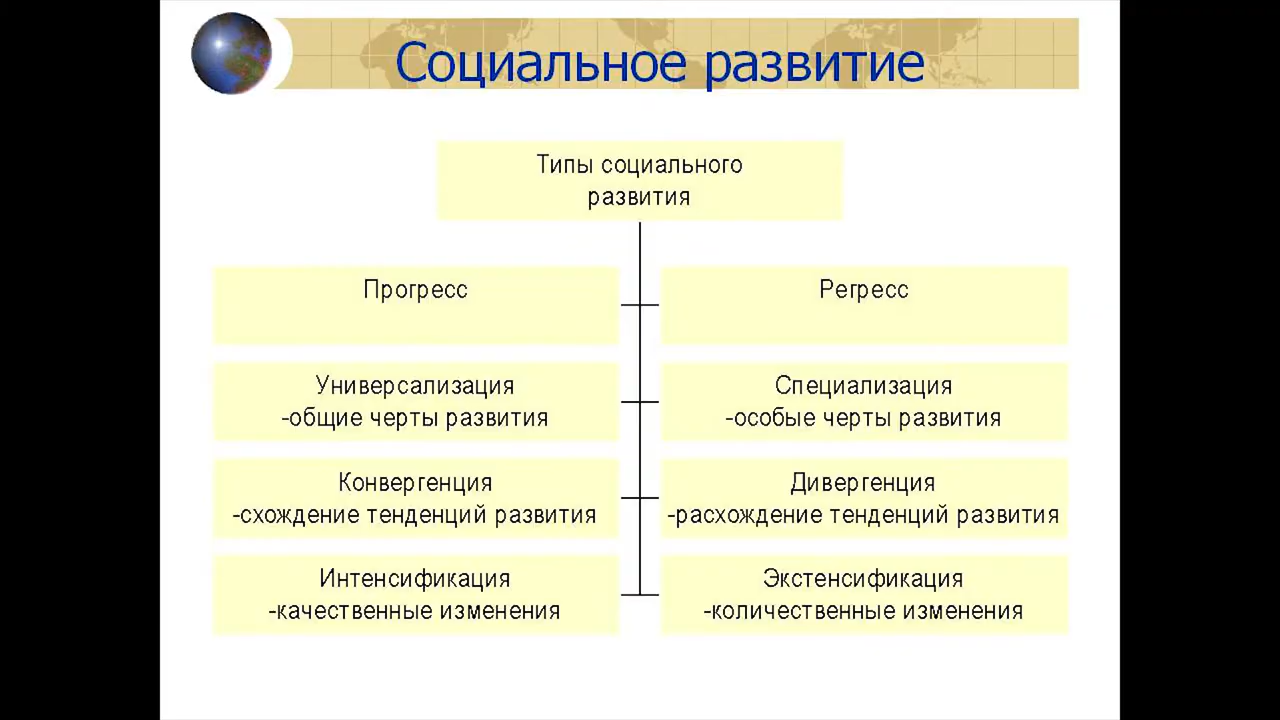 Социальное развитие
Типы социального
развития
Прогресс
Регресс
Универсализация
-общие черты развития
Специализация
-особые черты развития
Конвергенция
-схождение тенденций развития
Дивергенция
-расхождение тенденций развития
Интенсификация
-качественные изменения
Экстенсификация
-количественные изменения